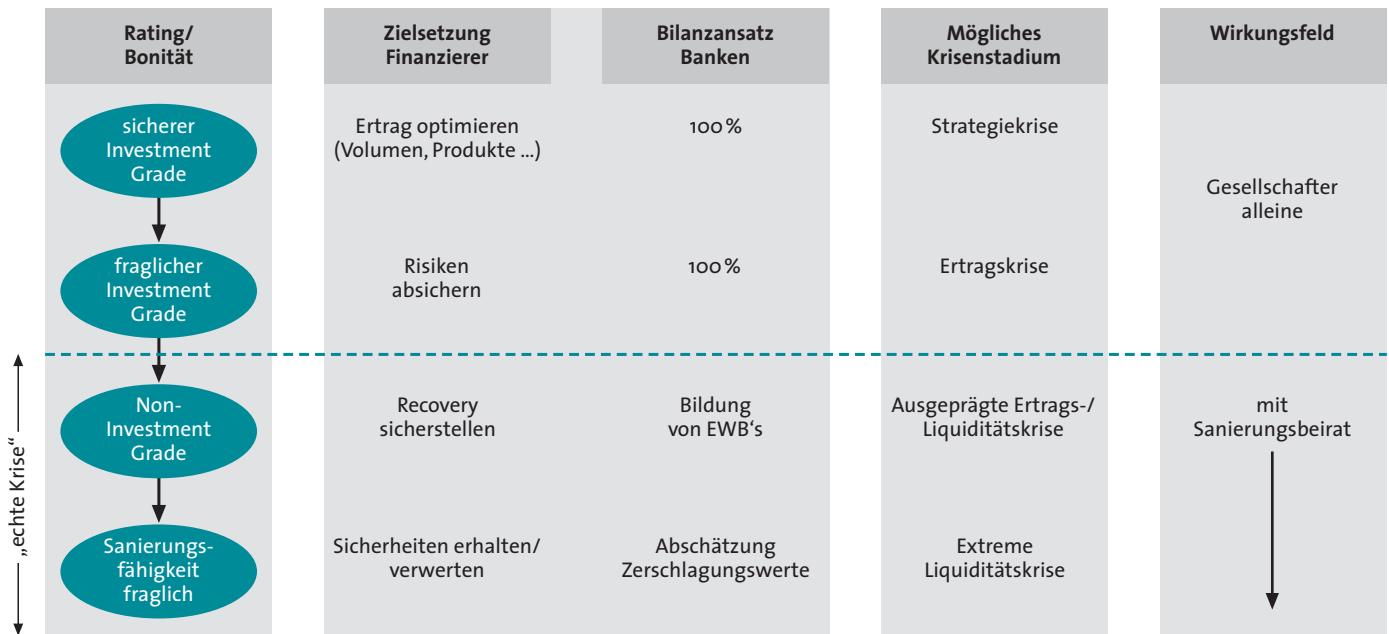 Rating/
Bonität
Zielsetzung
Finanzierer
Bilanzansatz
Banken
Mögliches
Krisenstadium
Wirkungsfeld
sicherer
Investment
Grade
Ertrag optimieren
(Volumen, Produkte ...)
100 %
Strategiekrise
Gesellschafter
alleine
fraglicher
Investment
Grade
Risiken
absichern
100 %
Ertragskrise
„echte Krise“
Non-
Investment
Grade
Recovery
sicherstellen
Bildung
von EWB‘s
Ausgeprägte Ertrags-/
Liquiditätskrise
mit
Sanierungsbeirat
Sanierungs-
fähigkeit
fraglich
Sicherheiten erhalten/
verwerten
Abschätzung
Zerschlagungswerte
Extreme
Liquiditätskrise